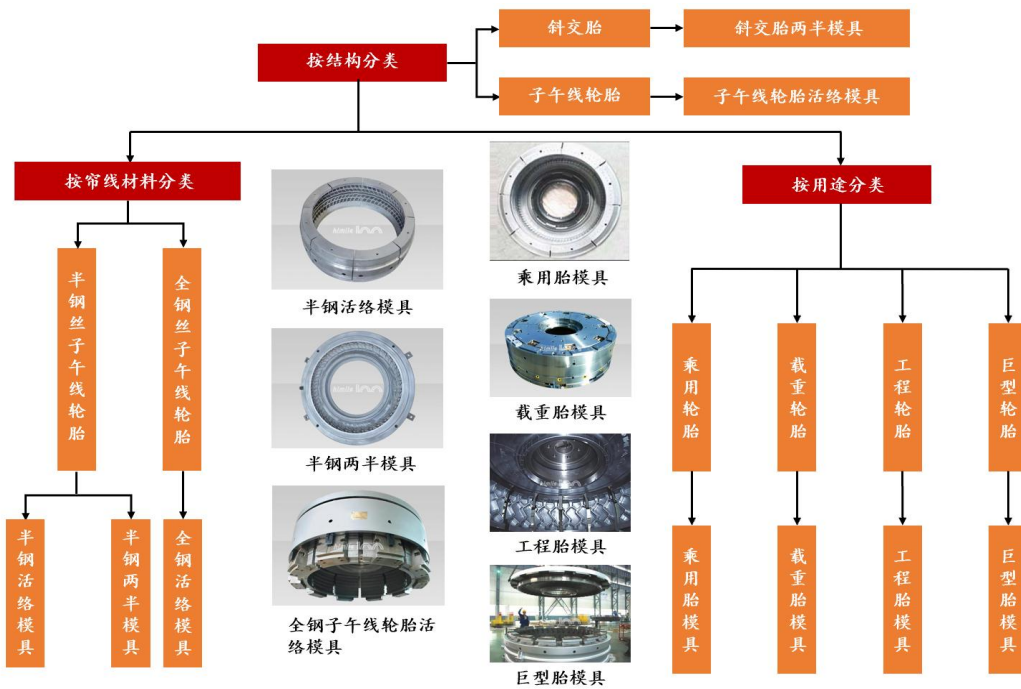 斜交胎
斜交胎两半模具
按结构分类
子午线轮胎
子午线轮胎活络模具
按帘线材料分类
按用途分类
半钢丝子午线轮胎
全钢丝子午线轮胎
半钢活络模具
半钢两半模具
全钢活络模具
Aimile
半钢活络模具
Aimile
半钢两半模具
Aimile
全钢子午线轮胎活
络模具
乘用胎模具
载重胎模具
工程胎模具
巨型胎模具
乘用轮胎
载重轮胎
工程轮胎
巨型轮胎
乘用胎模具
载重胎模具
工程胎模具
巨型胎模具